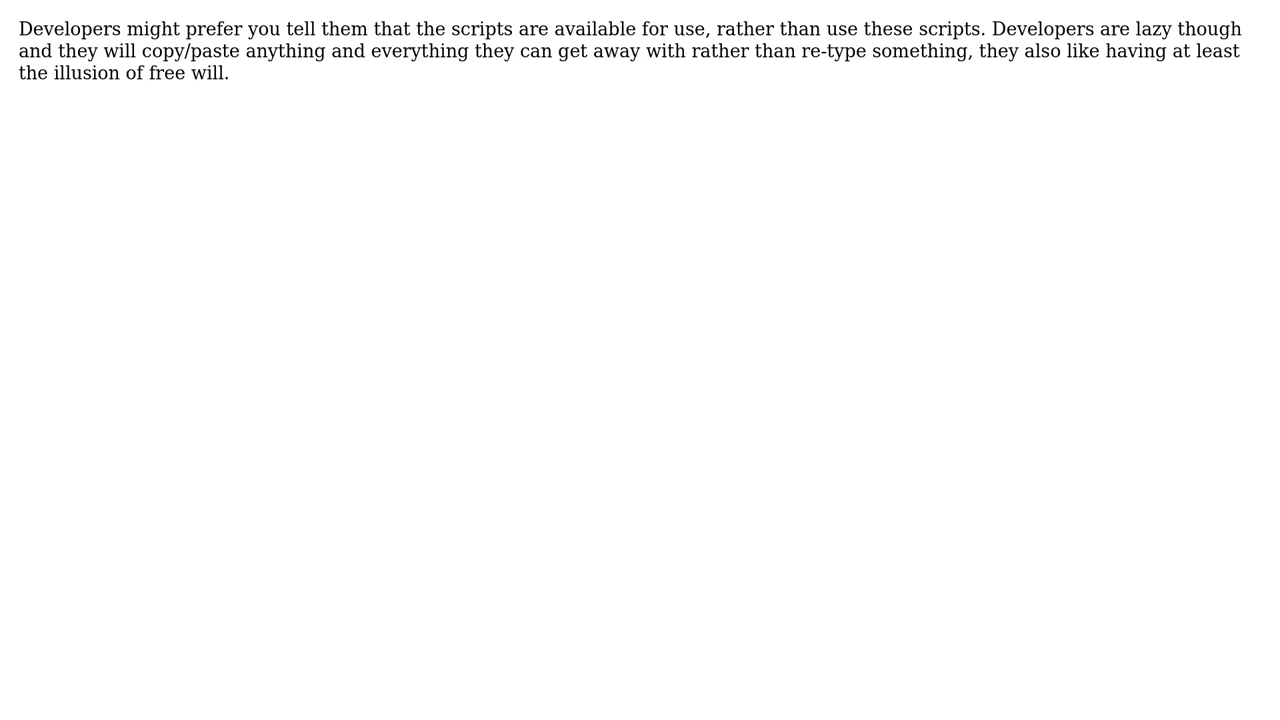 Developers might prefer you tell them that the scripts are available for use, rather than use these scripts. Developers are lazy though
and they will copy/paste anything and everything they can get away with rather than re-type something, they also like having at least
the illusion of free will.